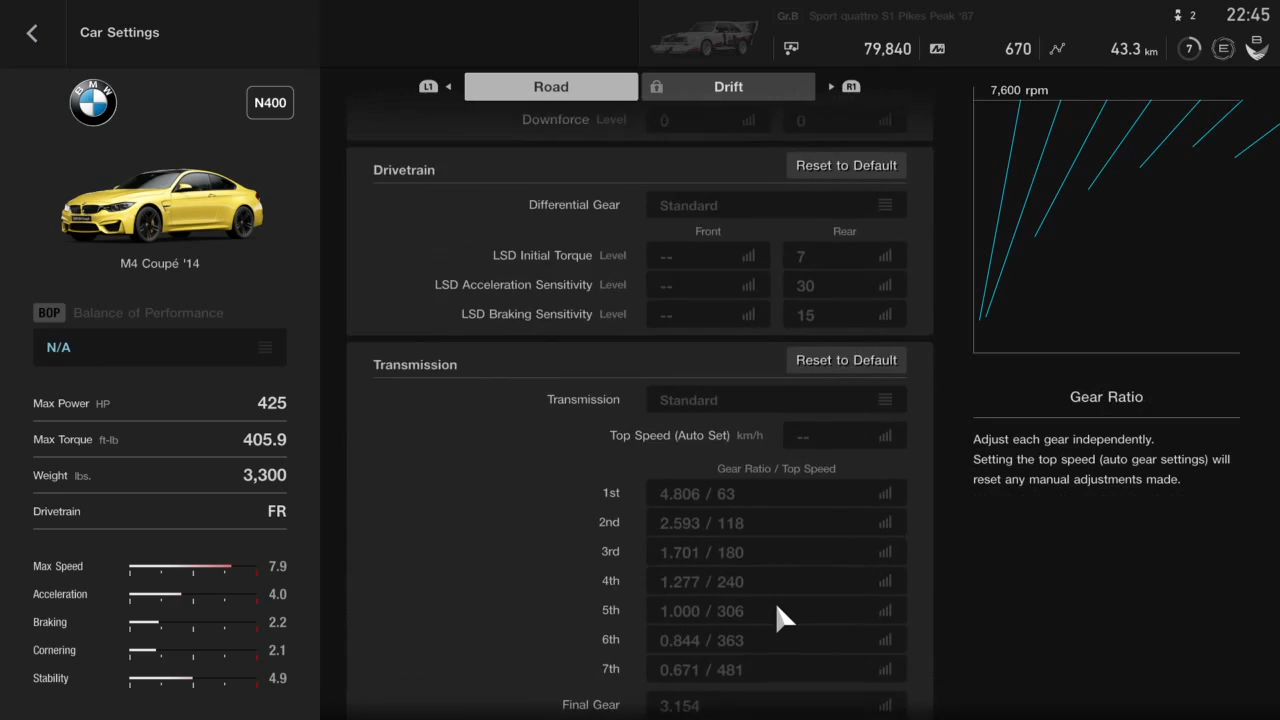 Car Settings
Gr.B Sport quattro S1 Pikes Peak '87
2 22:45
79,840 670 43.3 km 7 E B
BMW
N400
M4 Coupé '14
BOP Balance of Performance
N/A
Max Power HP 425
Max Torque ft-lb 405.9
Weight lbs. 3,300
Drivetrain FR
Max Speed 7.9
Acceleration 4.0
Braking 2.2
Cornering 2.1
Stability 4.9
L1 Road Drift R1
Downforce Level 0 0
Drivetrain Reset to Default
Differential Gear Standard
Front Rear
LSD Initial Torque Level -- 7
LSD Acceleration Sensitivity Level -- 30
LSD Braking Sensitivity Level -- 15
Transmission Reset to Default
Transmission Standard
Top Speed (Auto Set) km/h --
Gear Ratio / Top Speed
1st 4.806 / 63
2nd 2.593 / 118
3rd 1.701 / 180
4th 1.277 / 240
5th 1.000 / 306
6th 0.844 / 363
7th 0.671 / 481
Final Gear 3.154
7,600 rpm
Gear Ratio
Adjust each gear independently.
Setting the top speed (auto gear settings) will
reset any manual adjustments made.